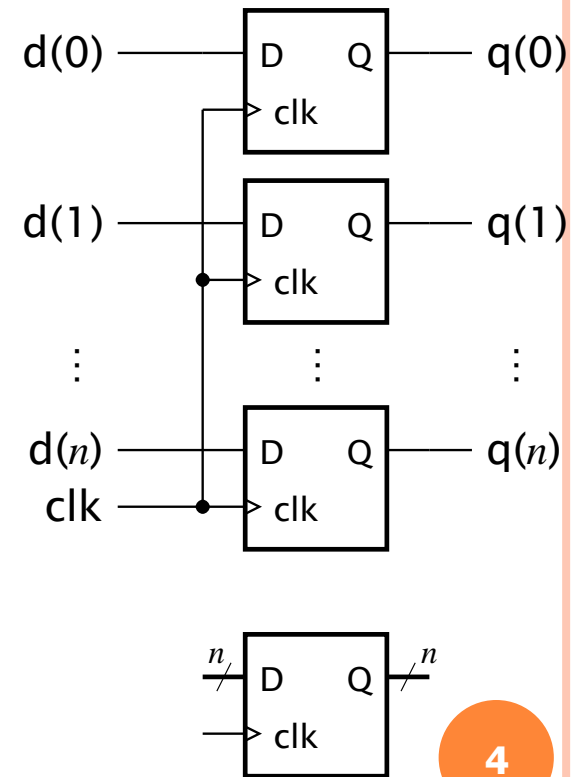 d(0) D Q q(0)
clk
d(1) D Q q(1)
clk
⋮ ⋮ ⋮
d(n) D Q q(n)
clk clk
n n
D Q
clk
4